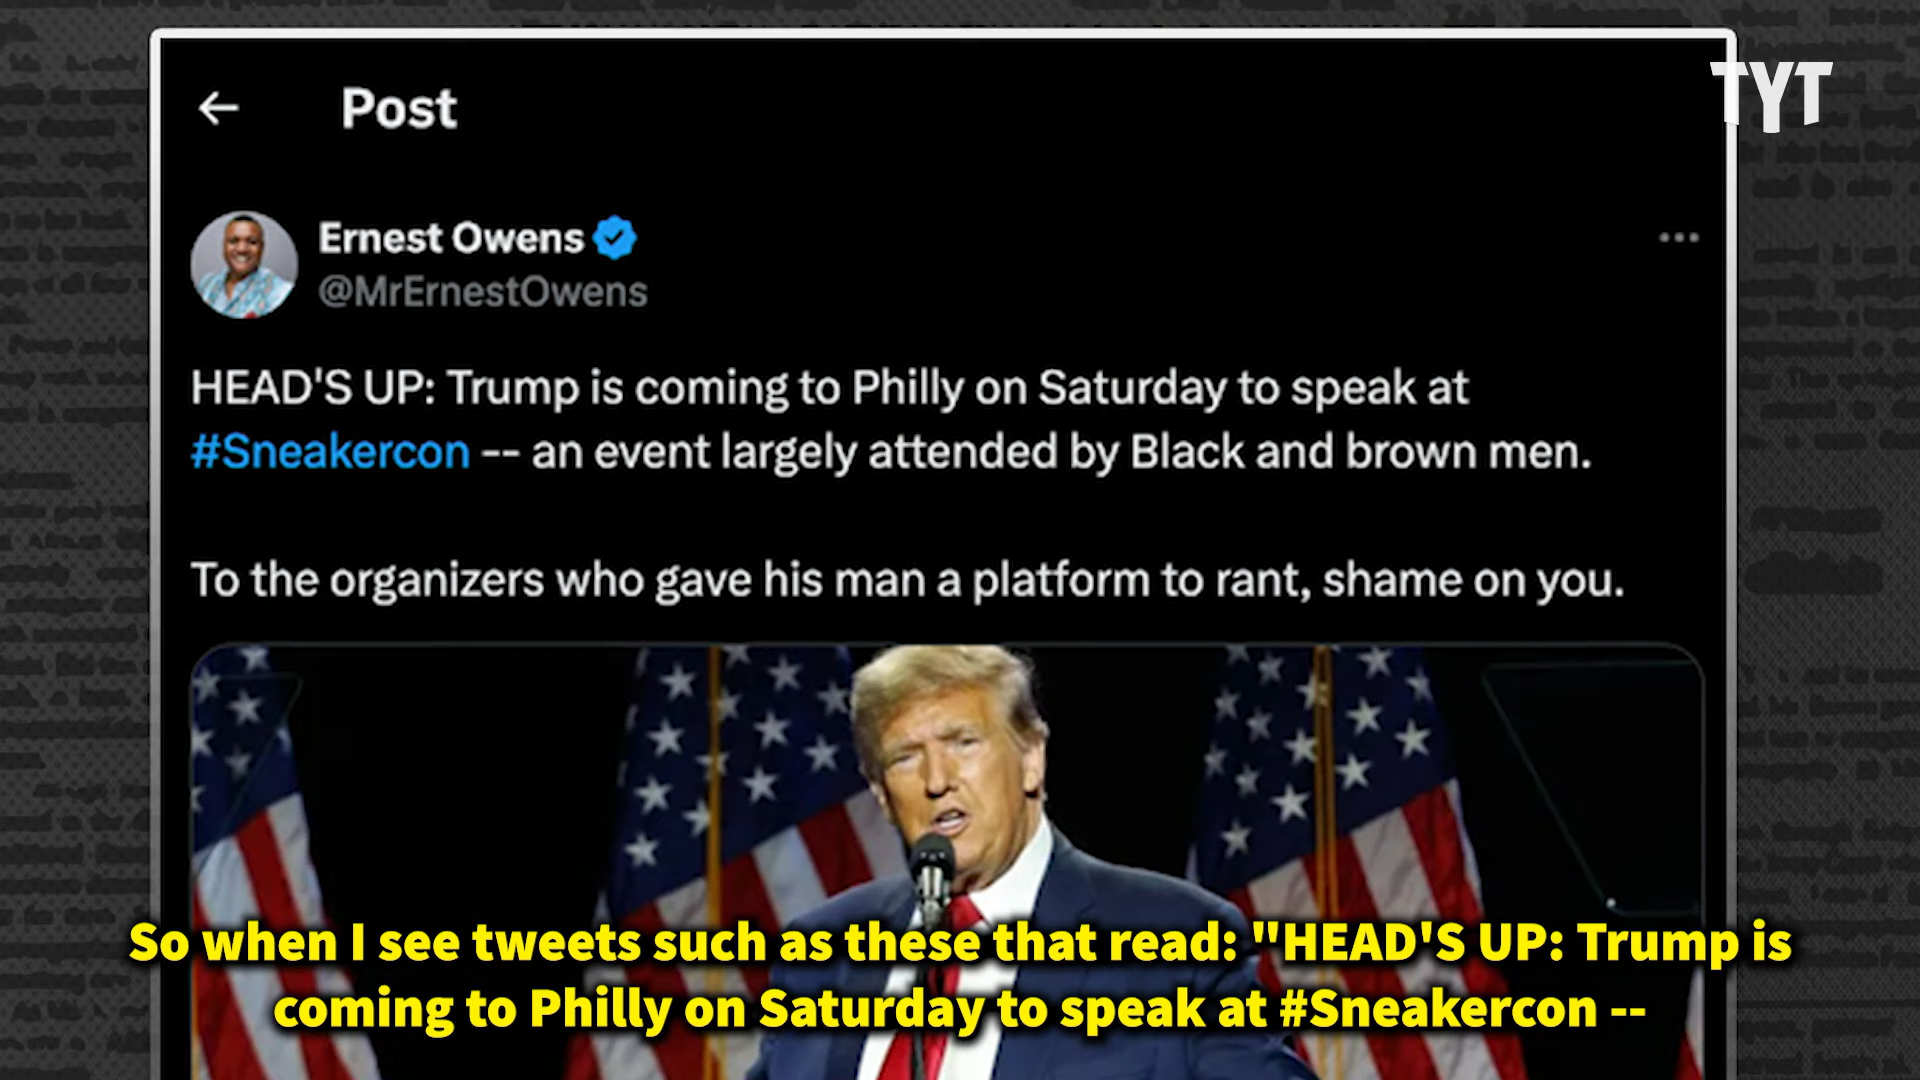 TYT
Post
Ernest Owens
@MrErnestOwens
HEAD'S UP: Trump is coming to Philly on Saturday to speak at
#Sneakercon -- an event largely attended by Black and brown men.
To the organizers who gave his man a platform to rant, shame on you.
So when I see tweets such as these that read: "HEAD'S UP: Trump is
coming to Philly on Saturday to speak at #Sneakercon --